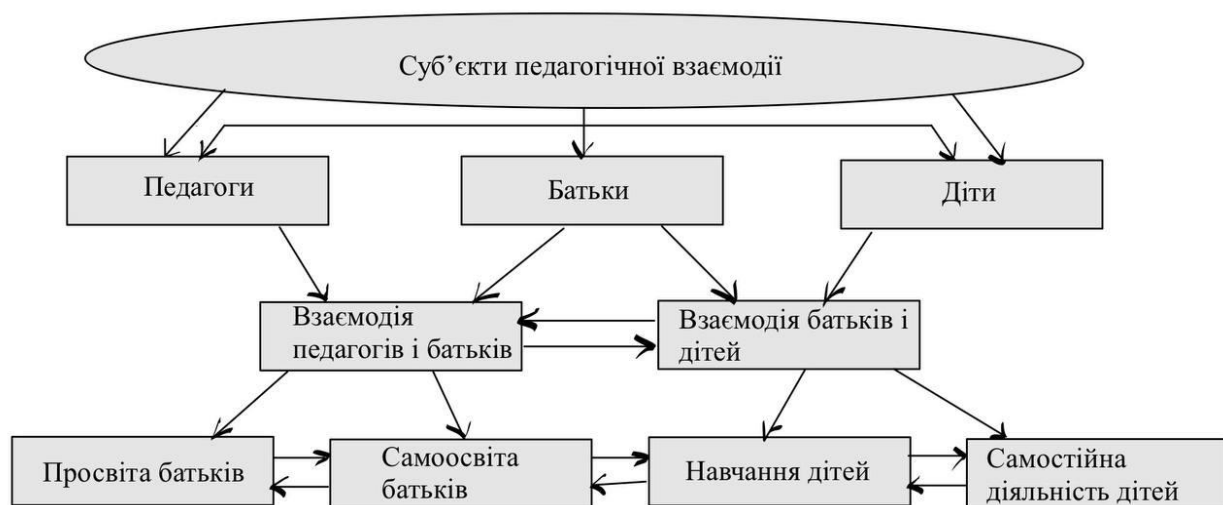 Суб’єкти педагогічної взаємодії
Педагоги
Батьки
Діти
Взаємодія
педагогів і батьків
Взаємодія батьків і
дітей
Просвіта батьків
Самоосвіта
батьків
Навчання дітей
Самостійна
діяльність дітей